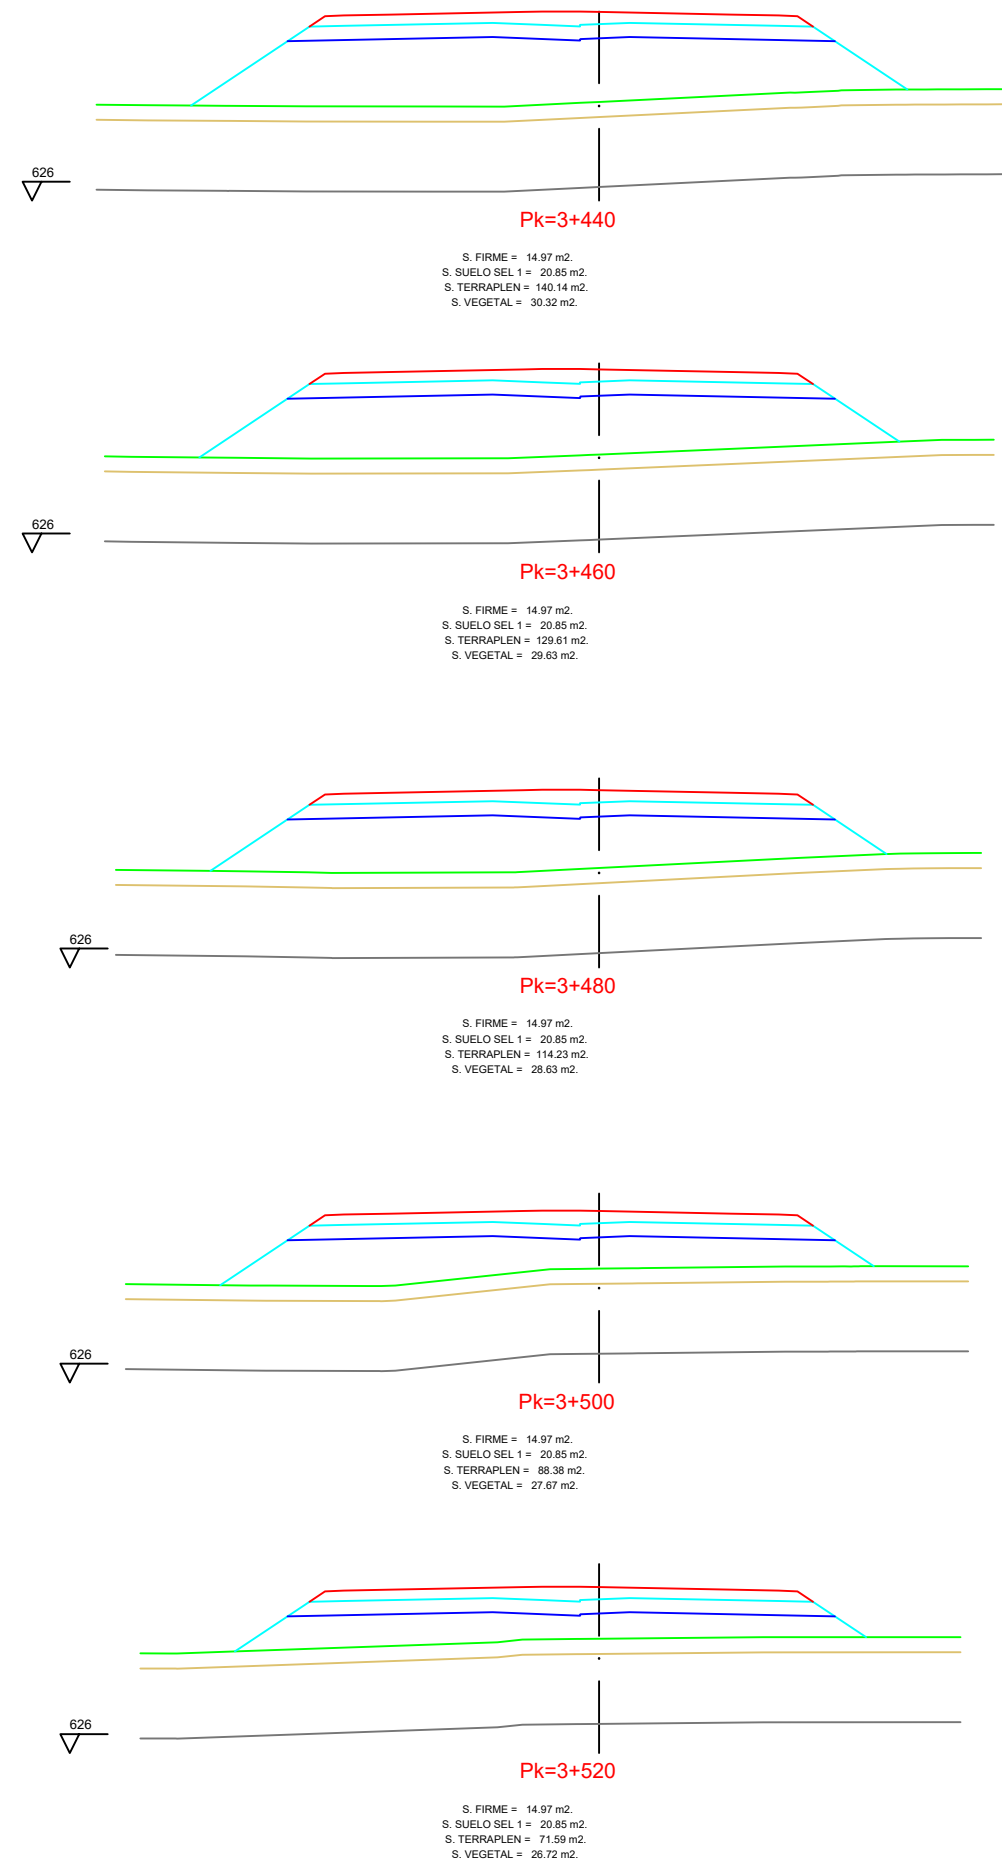 626
Pk=3+440
S. FIRME = 14.97 m2.
S. SUELO SEL 1 = 20.85 m2.
S. TERRAPLEN = 140.14 m2.
S. VEGETAL = 30.32 m2.
626
Pk=3+460
S. FIRME = 14.97 m2.
S. SUELO SEL 1 = 20.85 m2.
S. TERRAPLEN = 129.61 m2.
S. VEGETAL = 29.63 m2.
626
Pk=3+480
S. FIRME = 14.97 m2.
S. SUELO SEL 1 = 20.85 m2.
S. TERRAPLEN = 114.23 m2.
S. VEGETAL = 28.63 m2.
626
Pk=3+500
S. FIRME = 14.97 m2.
S. SUELO SEL 1 = 20.85 m2.
S. TERRAPLEN = 88.38 m2.
S. VEGETAL = 27.67 m2.
626
Pk=3+520
S. FIRME = 14.97 m2.
S. SUELO SEL 1 = 20.85 m2.
S. TERRAPLEN = 71.59 m2.
S. VEGETAL = 26.72 m2.